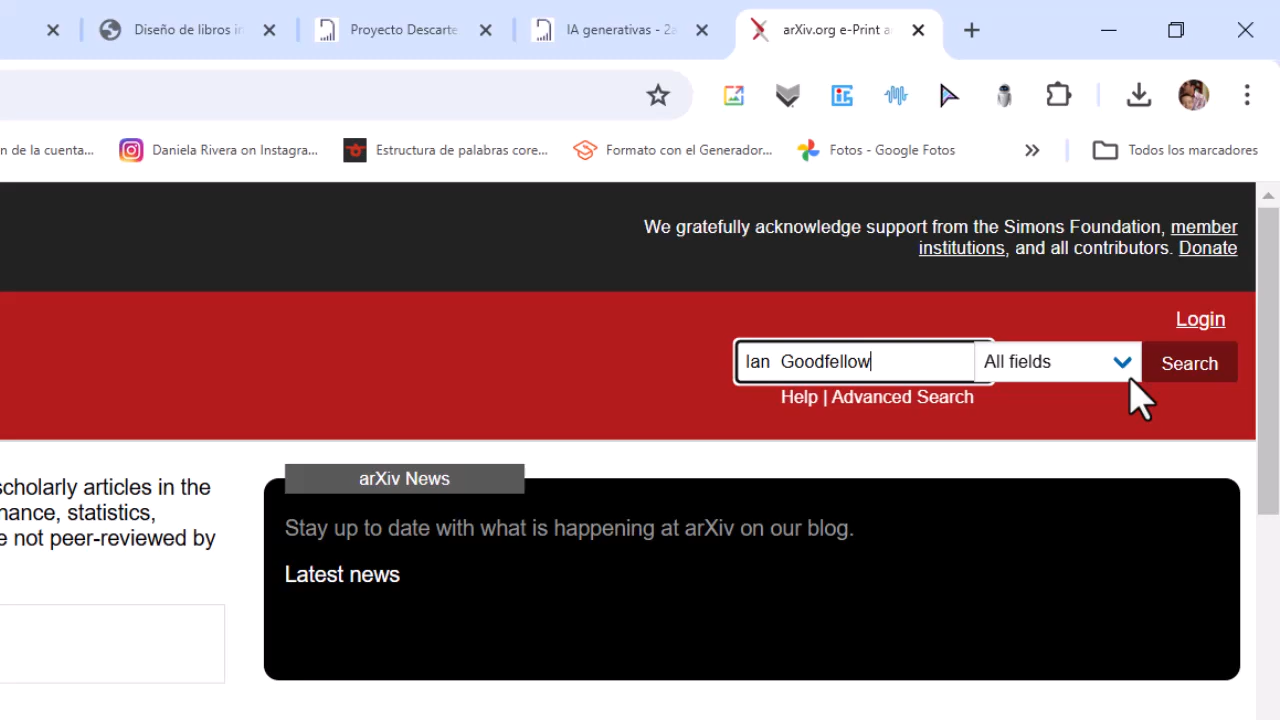 Diseño de libros in
Proyecto Descarte
IA generativas - 2a
arXiv.org e-Print a
n de la cuenta...
Daniela Rivera on Instagra...
Estructura de palabras core...
Formato con el Generador...
Fotos - Google Fotos
Todos los marcadores
We gratefully acknowledge support from the Simons Foundation, member
institutions, and all contributors. Donate
Login
Ian  Goodfellow
All fields
Search
Help | Advanced Search
scholarly articles in the
nance, statistics,
e not peer-reviewed by
arXiv News
Stay up to date with what is happening at arXiv on our blog.
Latest news